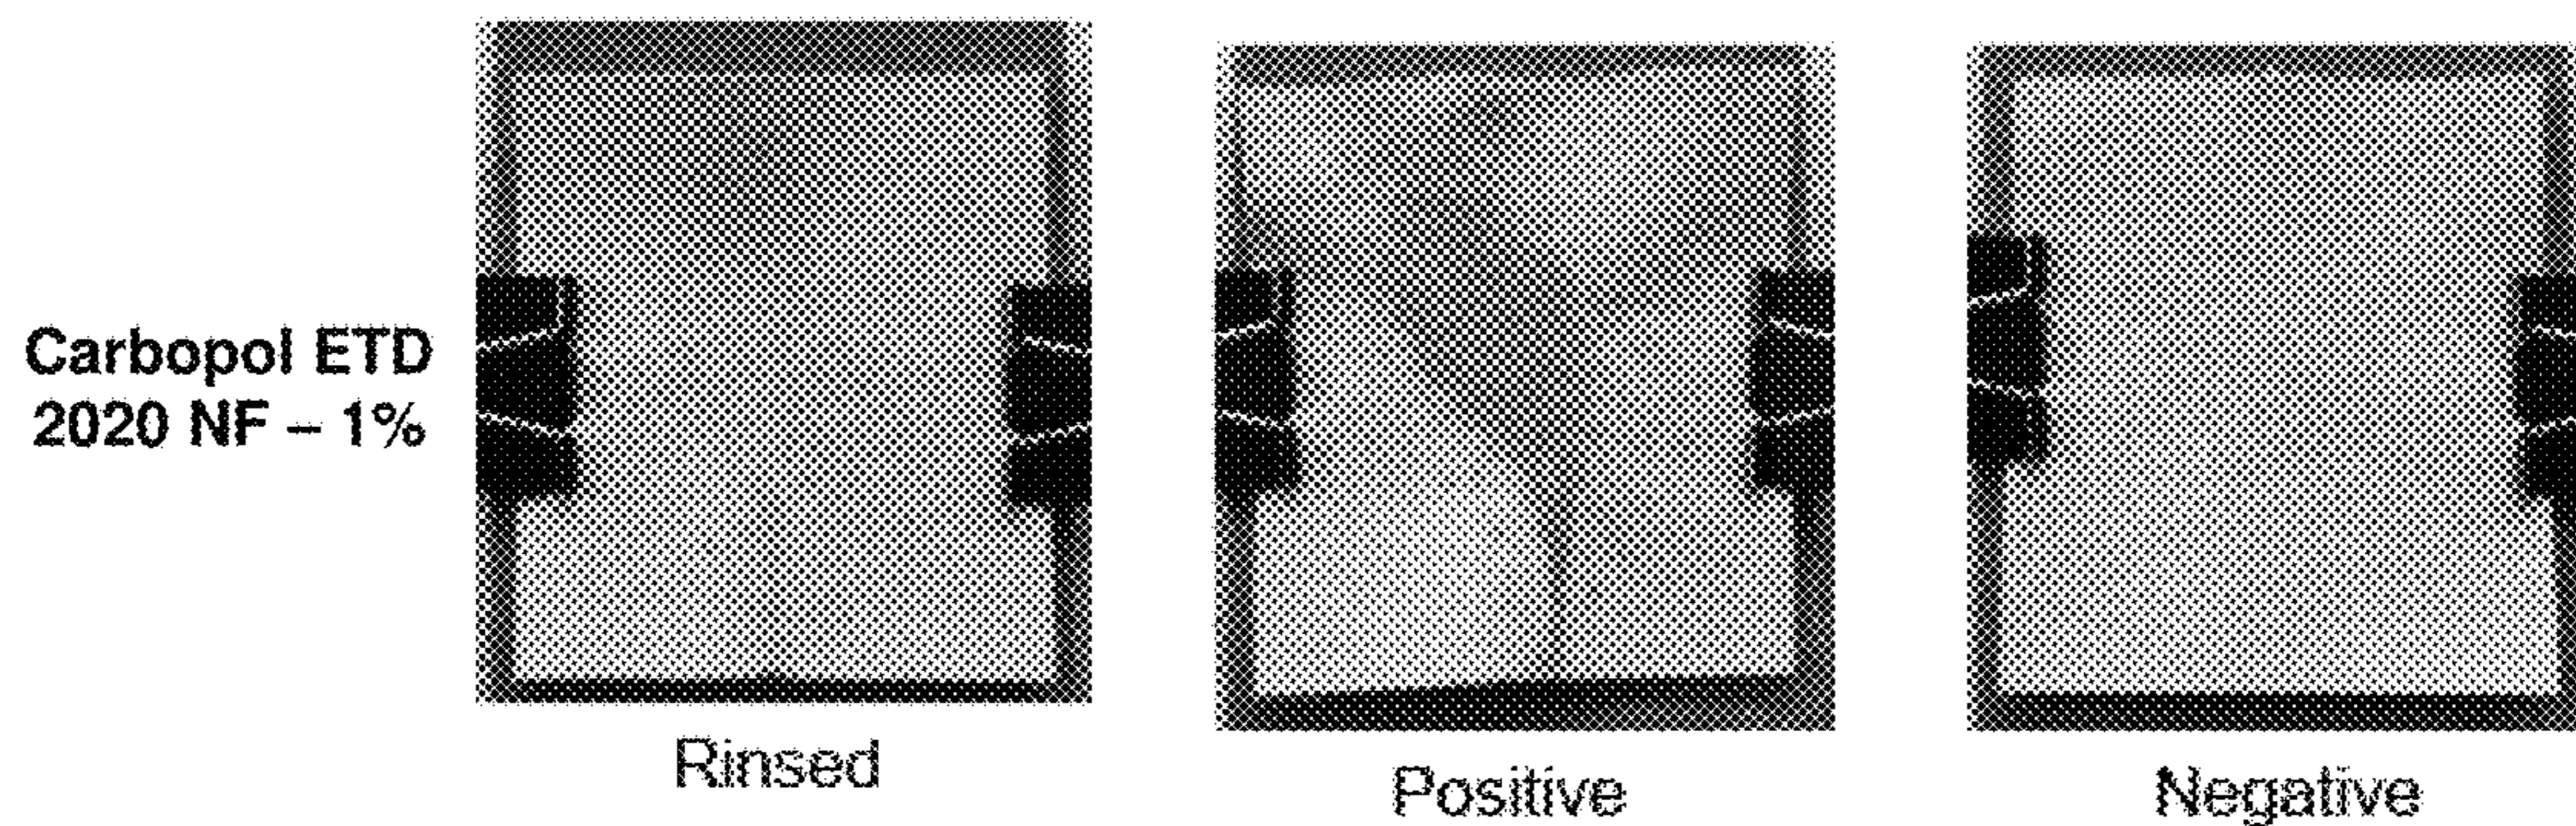 Carbopol ETD
2020 NF – 1%
Rinsed
Positive
Negative